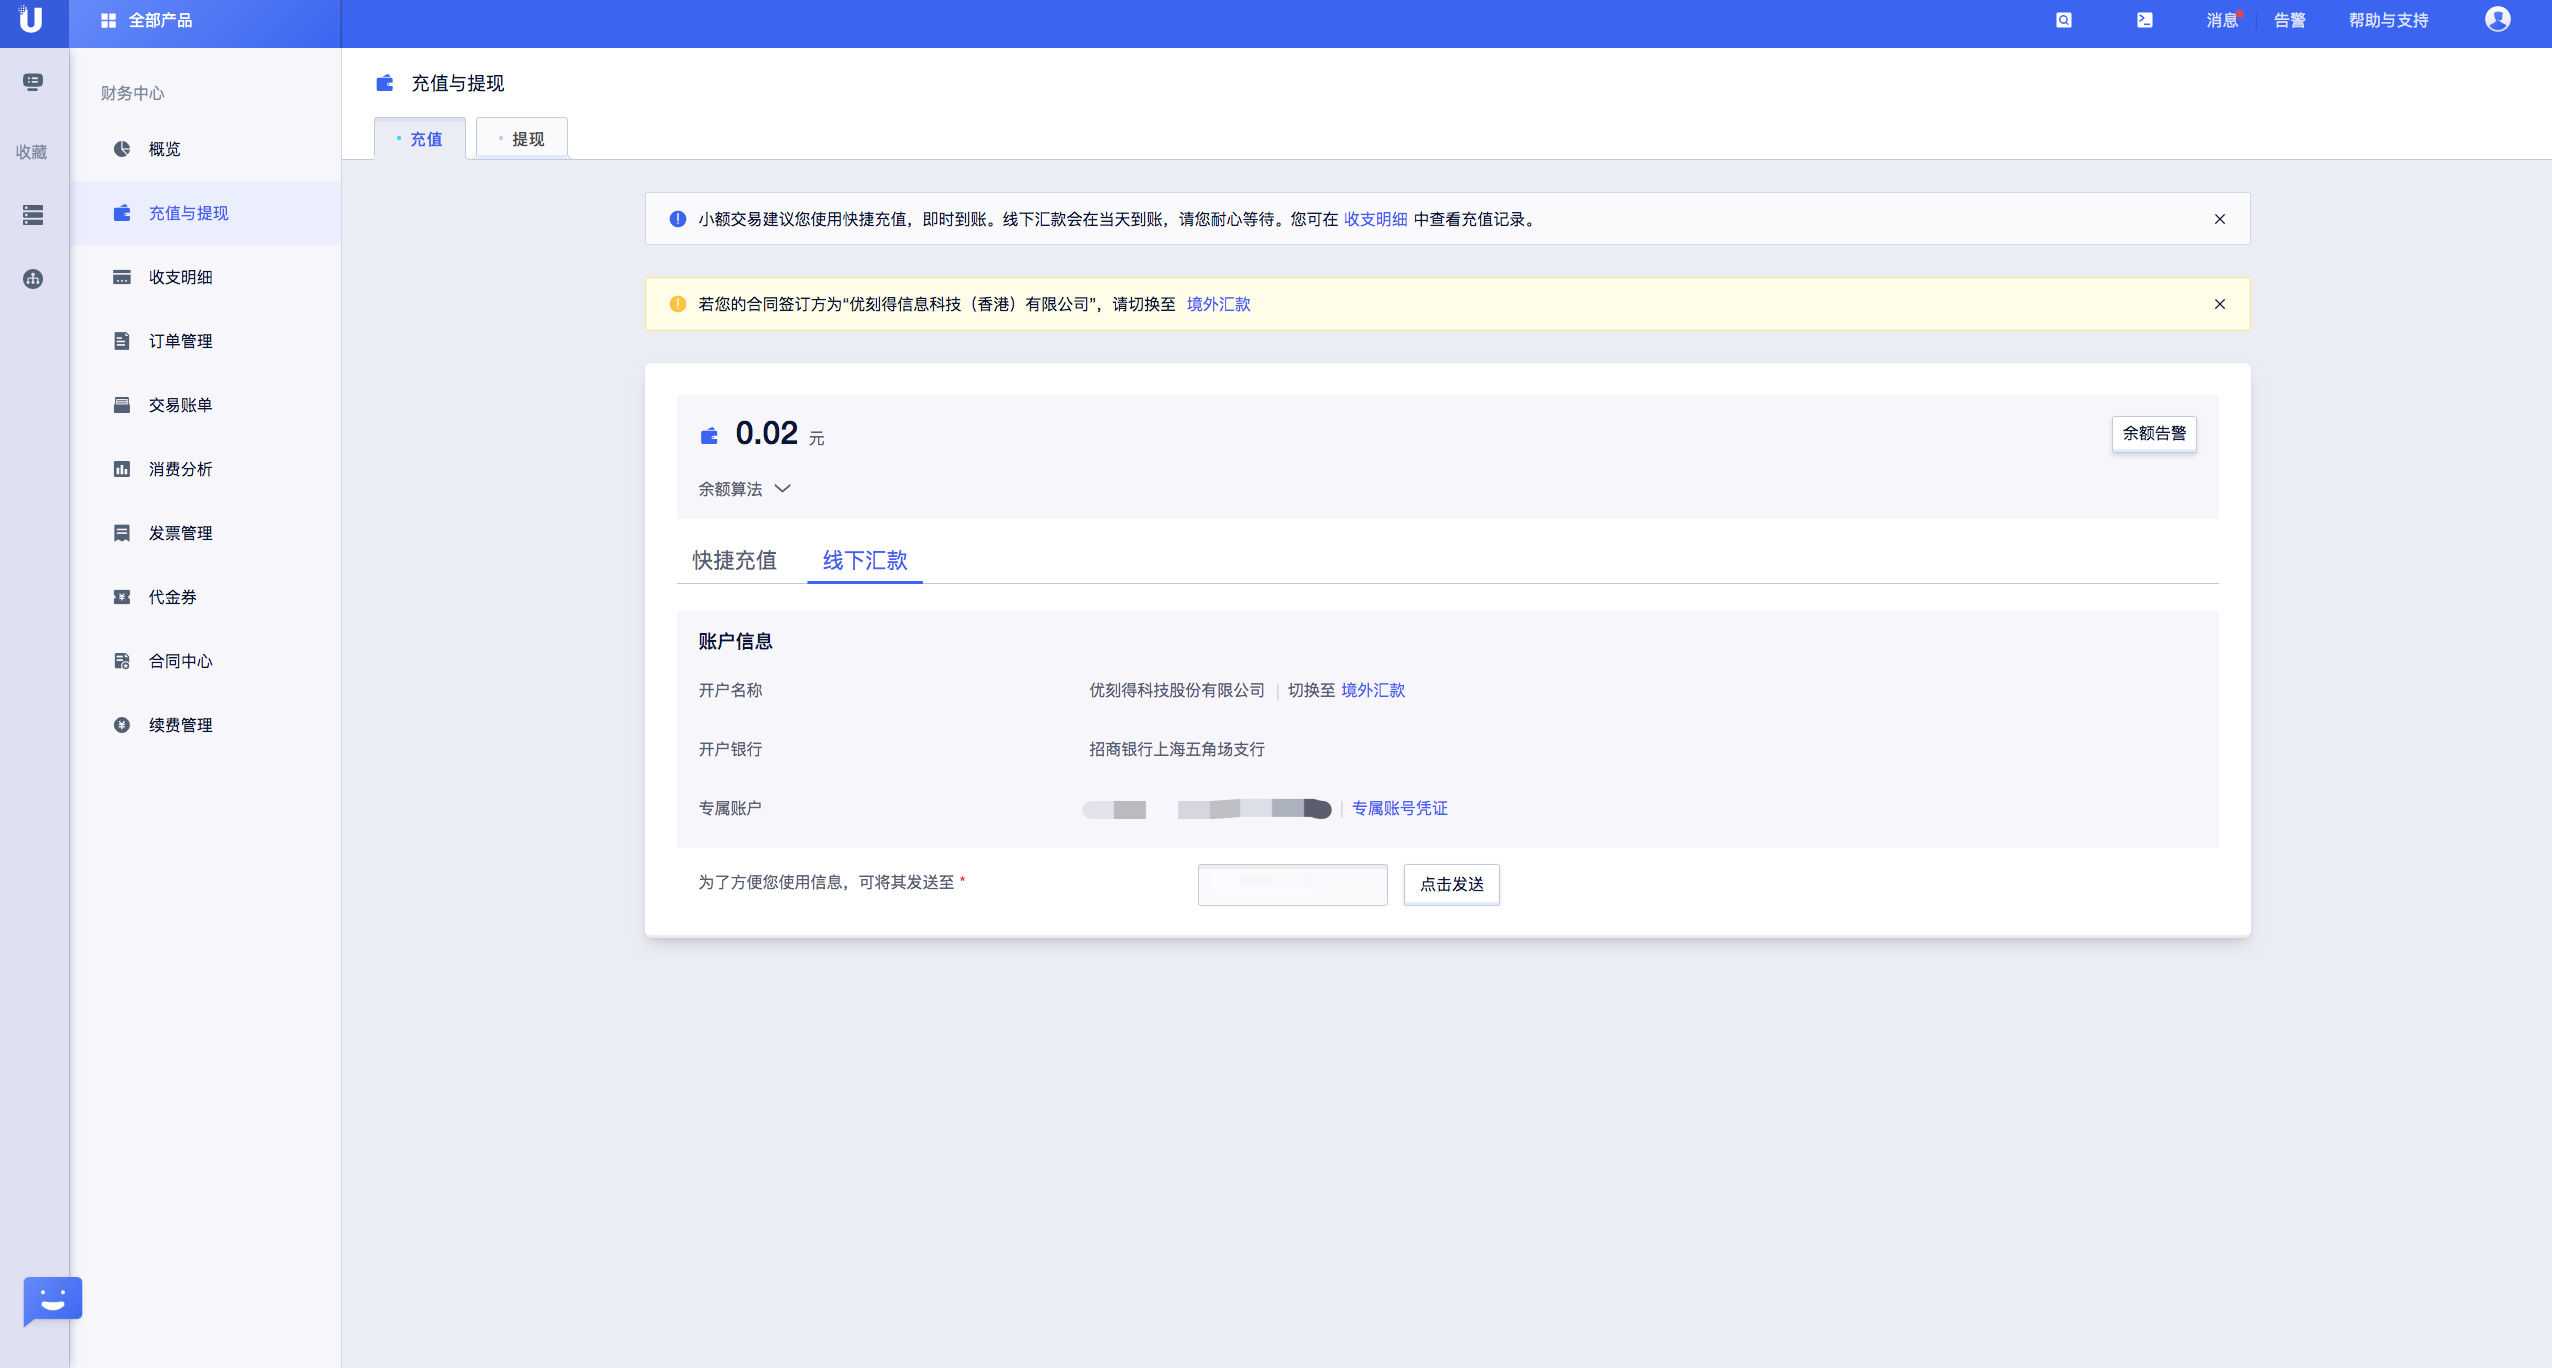 全部产品
消息
告警
帮助与支持
收藏
财务中心
概览
充值与提现
收支明细
订单管理
交易账单
消费分析
发票管理
代金券
合同中心
续费管理
充值与提现
充值
提现
小额交易建议您使用快捷充值，即时到账。线下汇款会在当天到账，请您耐心等待。您可在 收支明细 中查看充值记录。
若您的合同签订方为“优刻得信息科技（香港）有限公司”，请切换至 境外汇款
0.02 元
余额告警
余额算法
快捷充值
线下汇款
账户信息
开户名称 优刻得科技股份有限公司 | 切换至 境外汇款
开户银行 招商银行上海五角场支行
专属账户 | 专属账号凭证
为了方便您使用信息，可将其发送至 * 点击发送